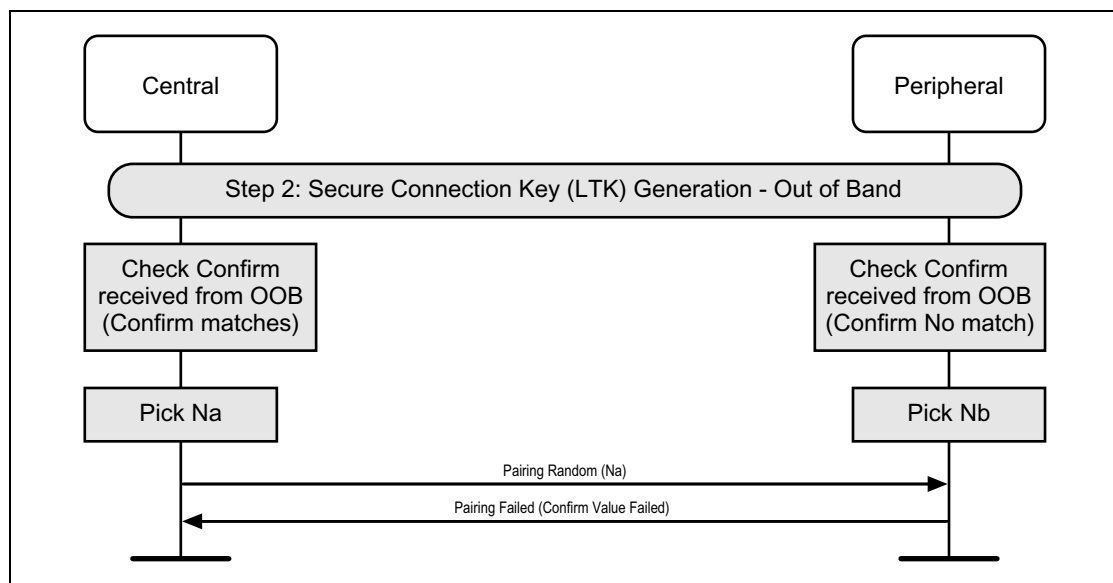 Central
Peripheral
Step 2: Secure Connection Key (LTK) Generation - Out of Band
Check Confirm
received from OOB
(Confirm matches)
Check Confirm
received from OOB
(Confirm No match)
Pick Na
Pick Nb
Pairing Random (Na)
Pairing Failed (Confirm Value Failed)